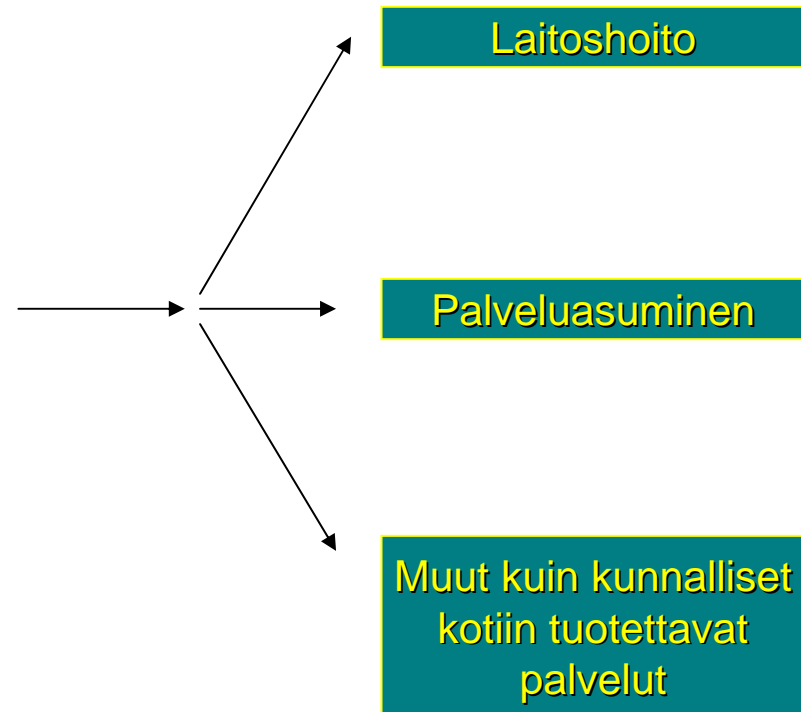 Laitoshoito
Palveluasuminen
Muut kuin kunnalliset
kotiin tuotettavat
palvelut